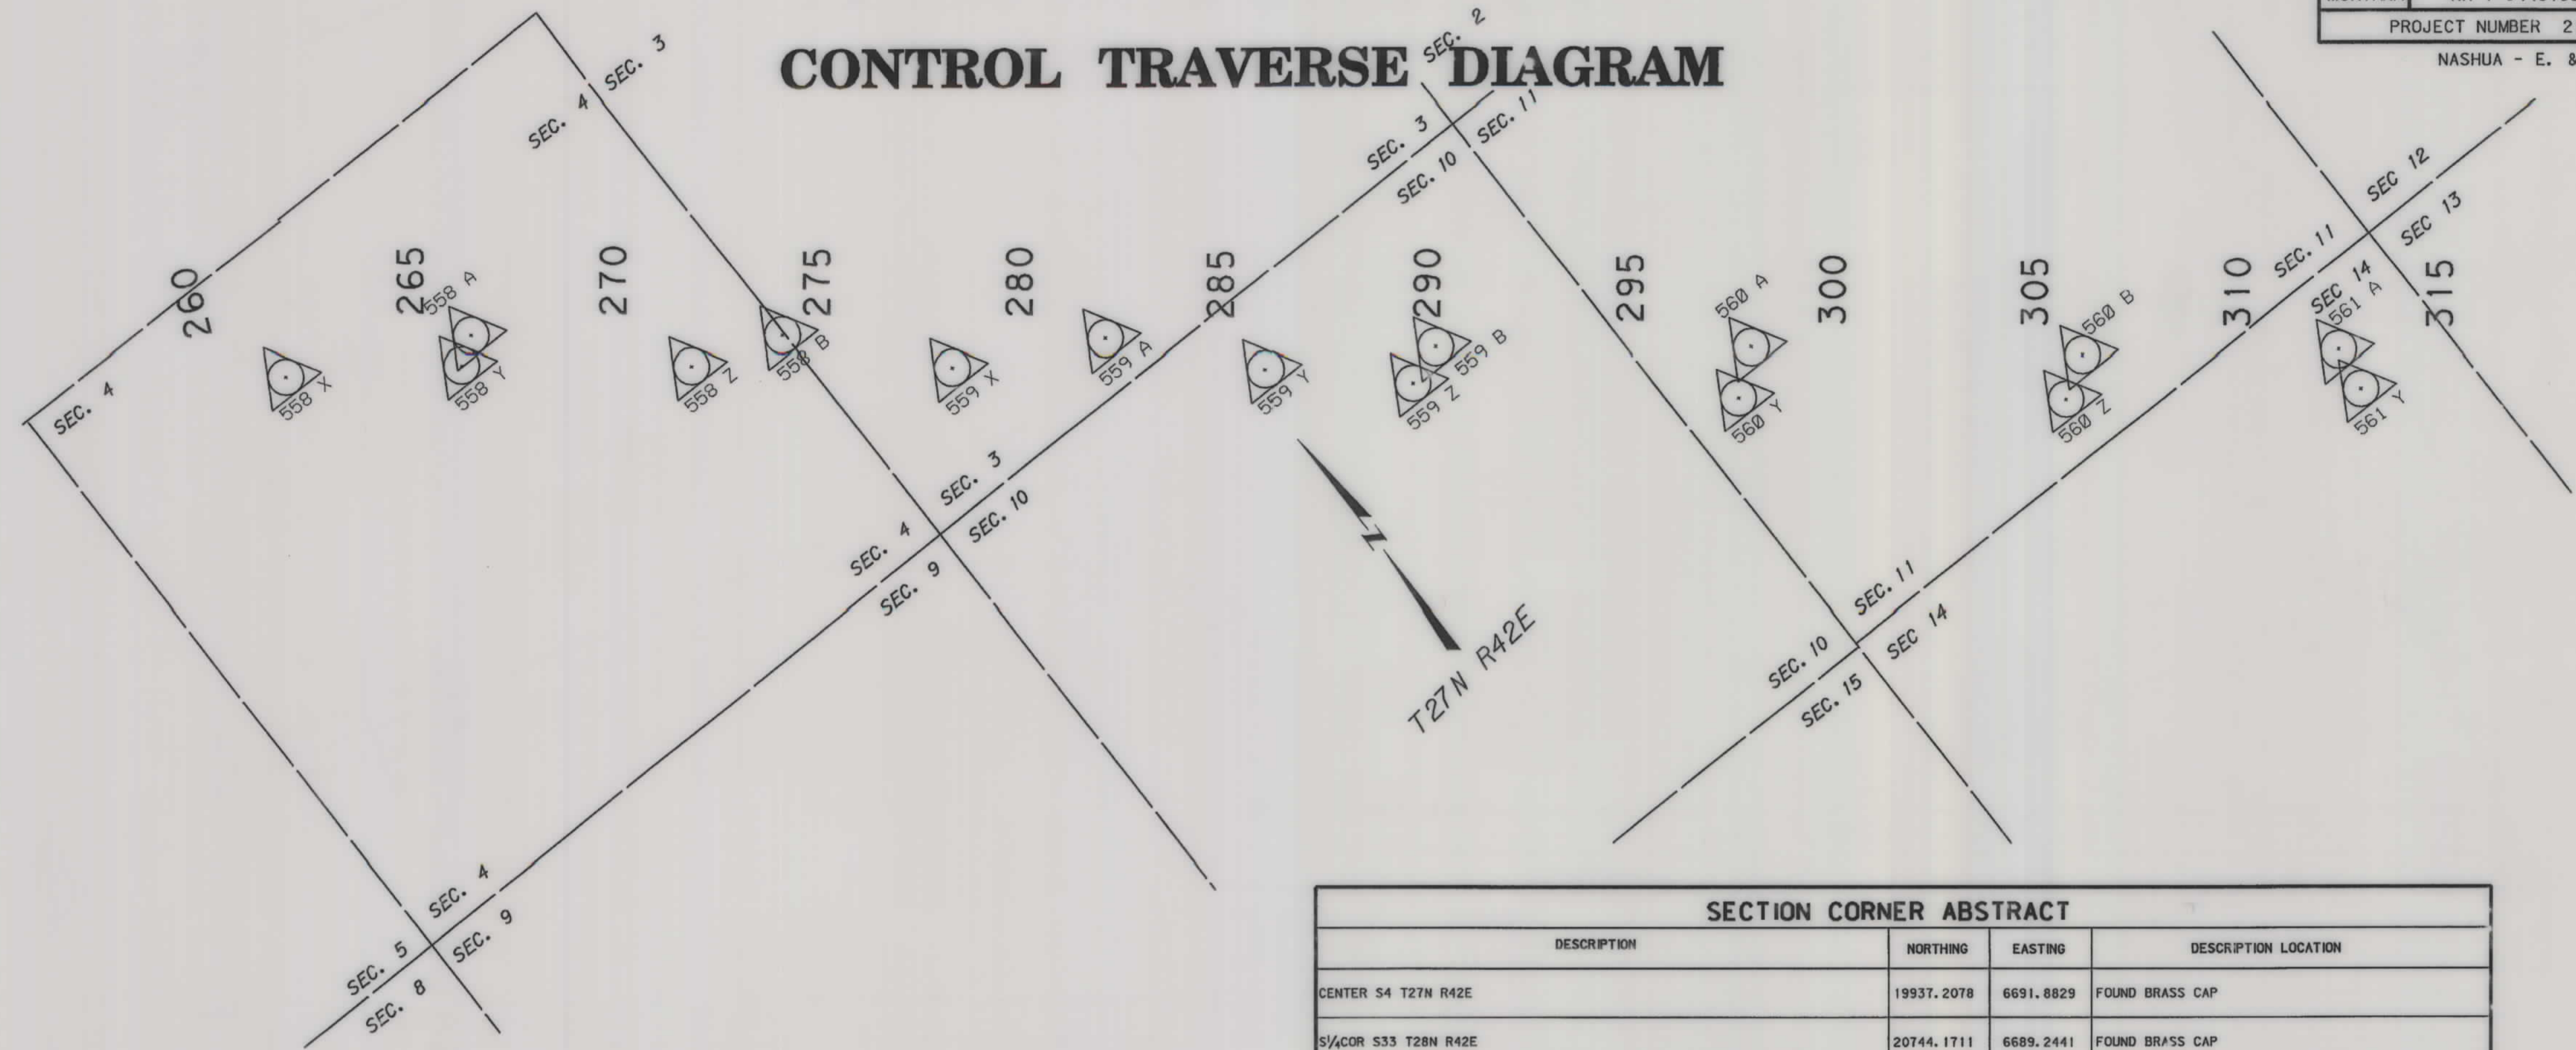 CONTROL TRAVERSE DIAGRAM
PROJECT NUMBER 2
NASHUA - E. &
SEC. 3
SEC. 4
SEC. 2
SEC. 3
SEC. 11
SEC. 10
SEC 12
SEC 13
SEC. 11
SEC 14
260
265
270
275
280
285
290
295
300
305
310
315
558 A
558 X
558 Y
558 Z
558 B
559 X
559 A
559 Y
559 Z
559 B
560 A
560 Y
560 B
560 Z
561 A
561 Y
SEC. 4
SEC. 3
SEC. 10
SEC. 4
SEC. 9
T27N R42E
SEC. 11
SEC 14
SEC. 10
SEC. 15
SEC. 4
SEC. 9
SEC. 5
SEC. 8
N
SECTION CORNER ABSTRACT
DESCRIPTION NORTHING EASTING DESCRIPTION LOCATION
CENTER S4 T27N R42E 19937.2078 6691.8829 FOUND BRASS CAP
S¼COR S33 T28N R42E 20744.1711 6689.2441 FOUND BRASS CAP